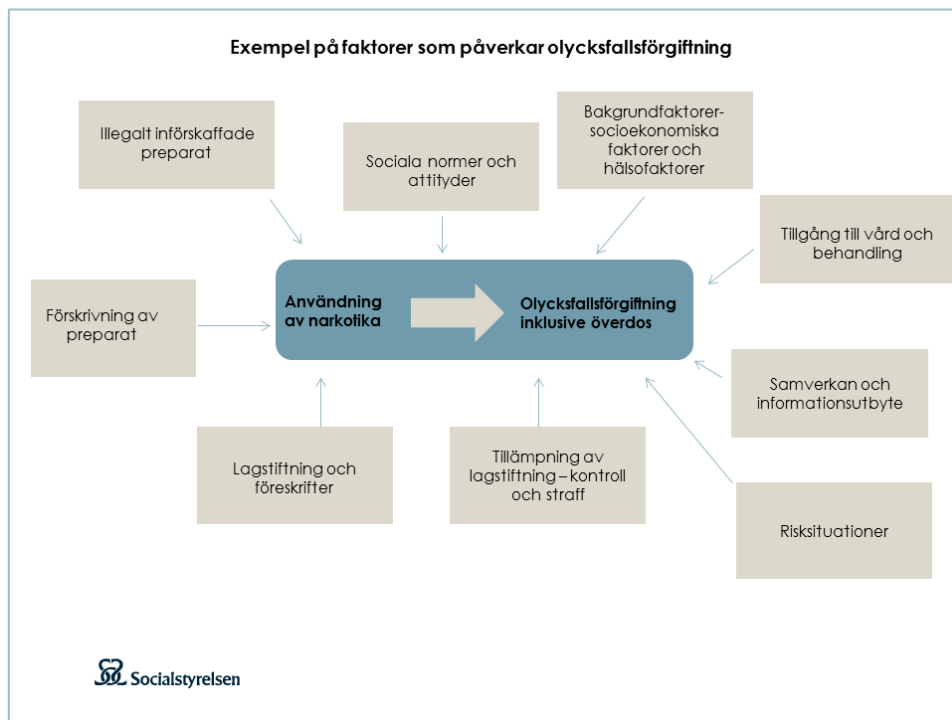 Exempel på faktorer som påverkar olycksfallsförgiftning
Illegalt införskaffade
preparat
Sociala normer och
attityder
Bakgrundfaktorer-
socioekonomiska
faktorer och
hälsofaktorer
Tillgång till vård och
behandling
Förskrivning av
preparat
Användning
av narkotika
Olycksfallsförgiftning
inklusive överdos
Samverkan och
informationsutbyte
Lagstiftning och
föreskrifter
Tillämpning av
lagstiftning – kontroll
och straff
Risksituationer
Socialstyrelsen